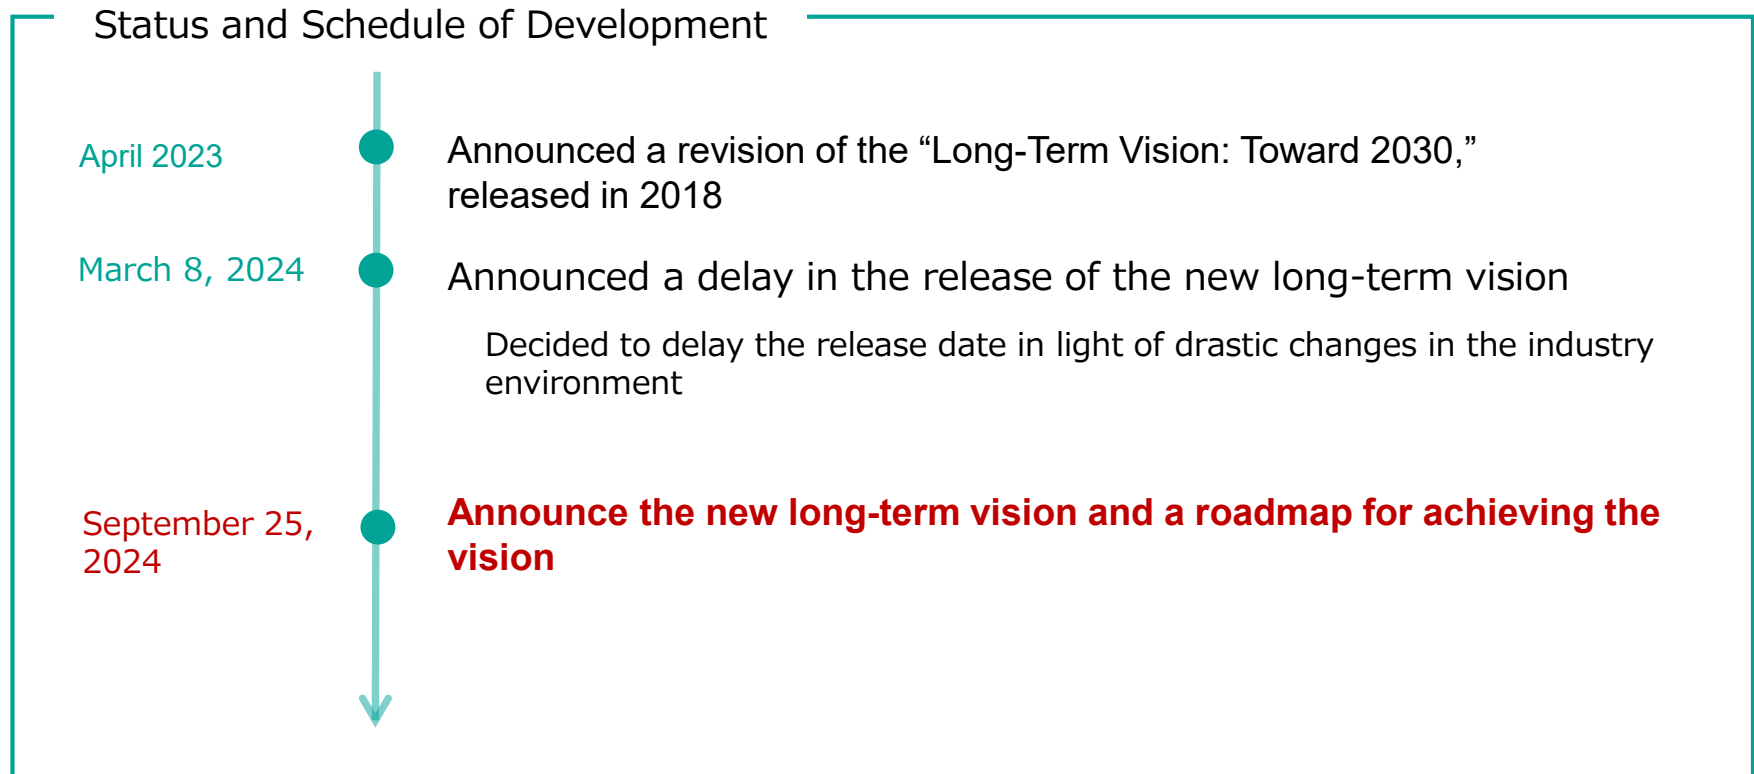 Status and Schedule of Development
April 2023
Announced a revision of the “Long-Term Vision: Toward 2030,”
released in 2018
March 8, 2024
Announced a delay in the release of the new long-term vision
Decided to delay the release date in light of drastic changes in the industry
environment
September 25,
2024
Announce the new long-term vision and a roadmap for achieving the
vision